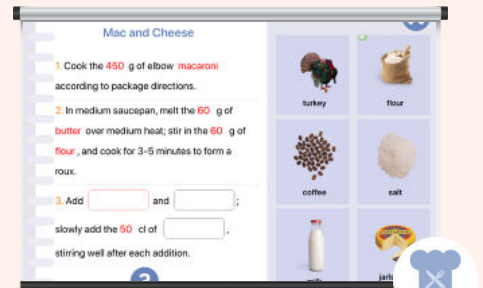 Mac and Cheese
1. Cook the 450 g of elbow macaroni
according to package directions.
2. In medium saucepan, melt the 60 g of
butter over medium heat; stir in the 60 g of
flour, and cook for 3-5 minutes to form a
roux.
3. Add and ;
slowly add the 50 cl of .
stirring well after each addition.
turkey
flour
coffee
salt